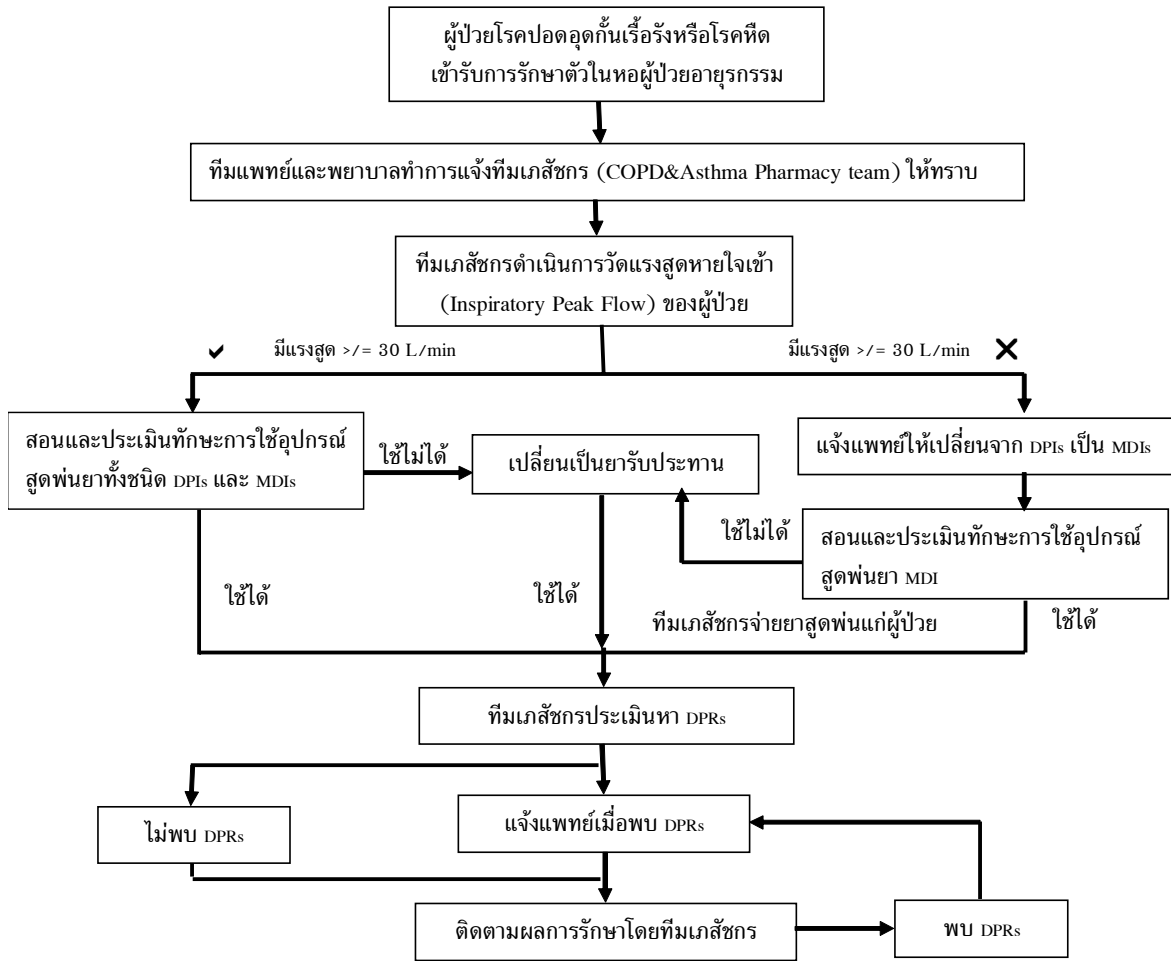 ผู้ป่วยโรคปอดอุดกั้นเรื้อรังหรือโรคหืด
เข้ารับการรักษาตัวในหอผู้ป่วยอายุรกรรม
ทีมแพทย์และพยาบาลทำการแจ้งทีมเภสัชกร (COPD&Asthma Pharmacy team) ให้ทราบ
ทีมเภสัชกรดำเนินการวัดแรงสูดหายใจเข้า
(Inspiratory Peak Flow) ของผู้ป่วย
มีแรงสูด >/= 30 L/min
มีแรงสูด >/= 30 L/min
สอนและประเมินทักษะการใช้อุปกรณ์
สูดพ่นยาทั้งชนิด DPIs และ MDIs
ใช้ไม่ได้
เปลี่ยนเป็นยารับประทาน
แจ้งแพทย์ให้เปลี่ยนจาก DPIs เป็น MDIs
ใช้ไม่ได้
สอนและประเมินทักษะการใช้อุปกรณ์
สูดพ่นยา MDI
ใช้ได้
ใช้ได้
ทีมเภสัชกรจ่ายยาสูดพ่นแก่ผู้ป่วย
ใช้ได้
ทีมเภสัชกรประเมินหา DPRs
ไม่พบ DPRs
แจ้งแพทย์เมื่อพบ DPRs
ติดตามผลการรักษาโดยทีมเภสัชกร
พบ DPRs